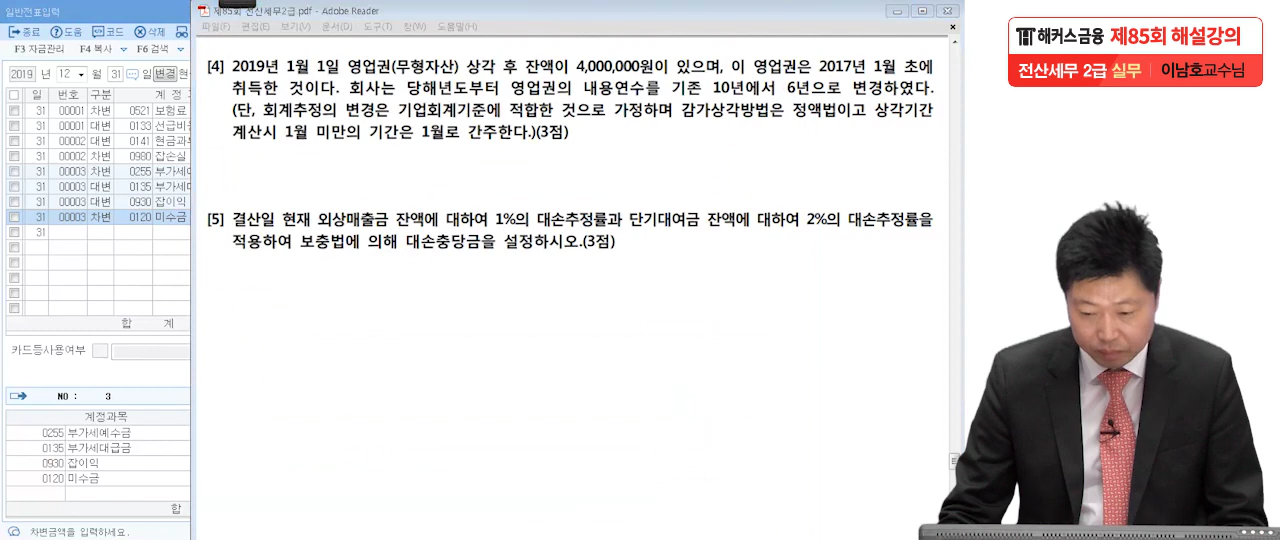 일반전표입력
종료 도움 코드 삭제
F3 자금관리 F4 복사 F6 검색
2019 년 12 월 31 일 변경 현
일 번호 구분 계 정
31 00001 차변 0521 보험료
31 00001 대변 0133 선급비
31 00002 대변 0141 현금과
31 00002 차변 0980 잡손실
31 00003 차변 0255 부가세예
31 00003 대변 0135 부가세대
31 00003 대변 0930 잡이익
31 00003 차변 0120 미수금
31
합 계
카드등사용여부
NO : 3
계정과목
0255 부가세예수금
0135 부가세대급금
0930 잡이익
0120 미수금
합
차변금액을 입력하세요.
제85회 전산세무2급.pdf - Adobe Reader
파일(F) 편집(E) 보기(V) 문서(D) 도구(T) 창(W) 도움말(H)
[4] 2019년 1월 1일 영업권(무형자산) 상각 후 잔액이 4,000,000원이 있으며, 이 영업권은 2017년 1월 초에
취득한 것이다. 회사는 당해년도부터 영업권의 내용연수를 기존 10년에서 6년으로 변경하였다.
(단, 회계추정의 변경은 기업회계기준에 적합한 것으로 가정하며 감가상각방법은 정액법이고 상각기간
계산시 1월 미만의 기간은 1월로 간주한다.)(3점)
[5] 결산일 현재 외상매출금 잔액에 대하여 1%의 대손추정률과 단기대여금 잔액에 대하여 2%의 대손추정률을
적용하여 보충법에 의해 대손충당금을 설정하시오.(3점)
해커스금융 제85회 해설강의
전산세무 2급 실무 | 이남호교수님